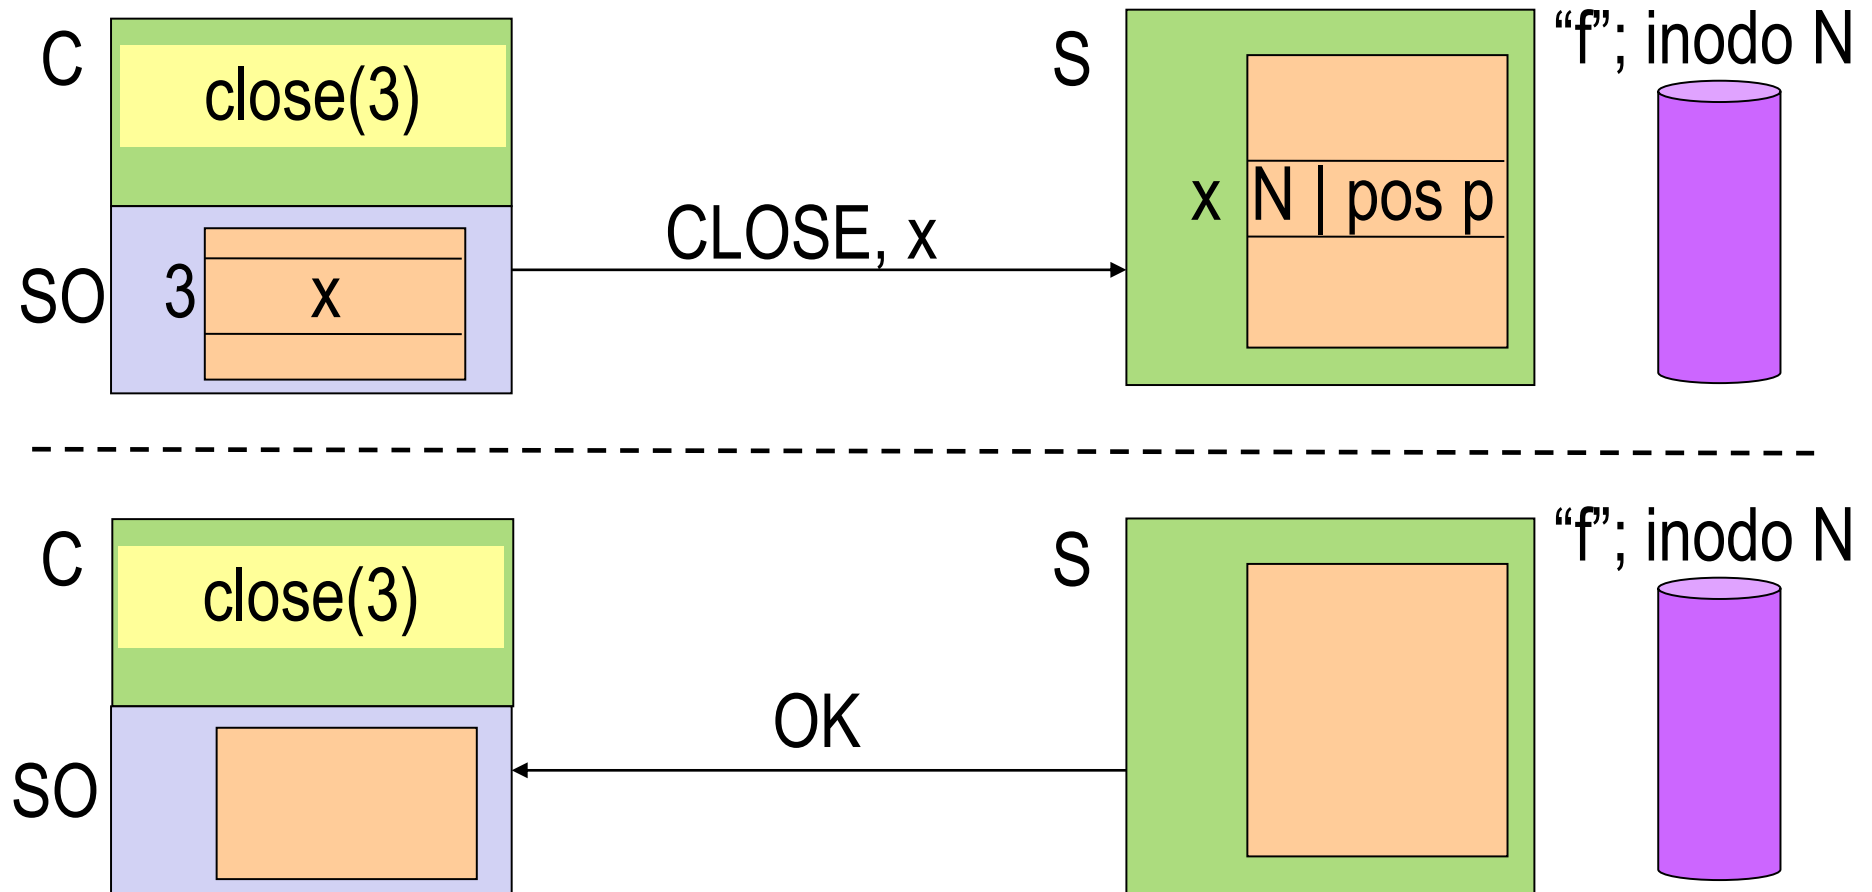 C
close(3)
SO
3
x
CLOSE, x
S
x
N | pos p
“f”; inodo N
C
close(3)
SO
OK
S
“f”; inodo N